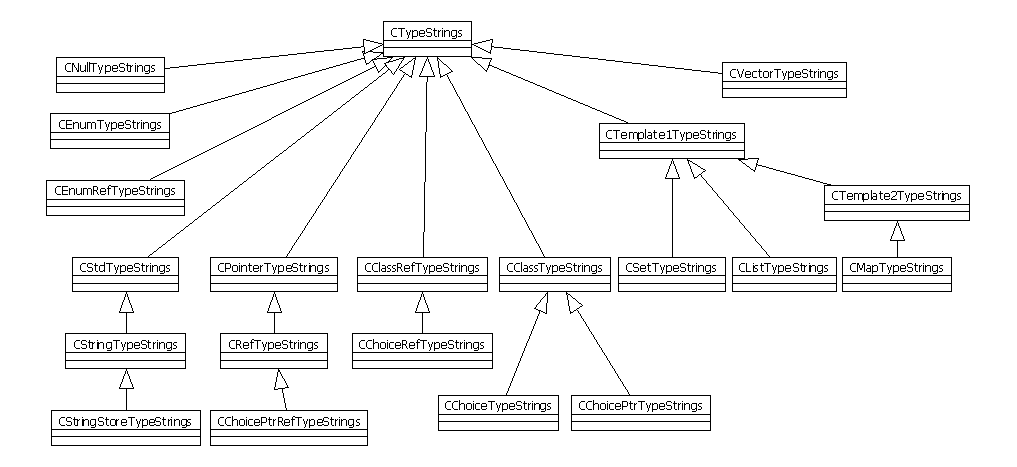 CTypeStrings
CNullTypeStrings
CVectorTypeStrings
CEnumTypeStrings
CTemplate1TypeStrings
CEnumRefTypeStrings
CTemplate2TypeStrings
CStdTypeStrings
CPointerTypeStrings
CClassRefTypeStrings
CClassTypeStrings
CSetTypeStrings
CListTypeStrings
CMapTypeStrings
CStringTypeStrings
CRefTypeStrings
CChoiceRefTypeStrings
CStringStoreTypeStrings
CChoicePtrRefTypeStrings
CChoiceTypeStrings
CChoicePtrTypeStrings